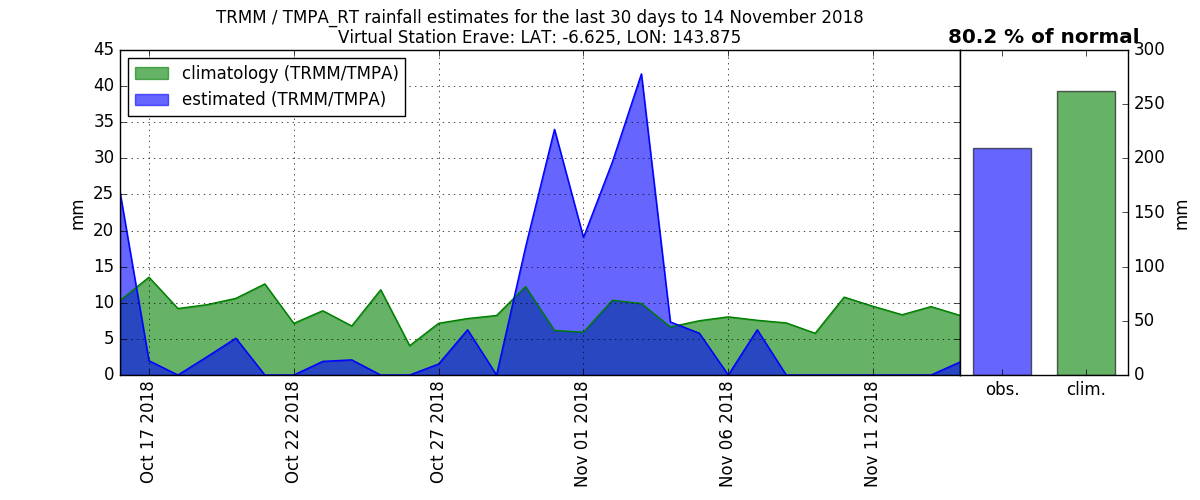 TRMM / TMPA_RT rainfall estimates for the last 30 days to 14 November 2018
Virtual Station Erave: LAT: -6.625, LON: 143.875
80.2 % of normal
climatology (TRMM/TMPA)
estimated (TRMM/TMPA)
mm
45
40
35
30
25
20
15
10
5
0
Oct 17 2018
Oct 22 2018
Oct 27 2018
Nov 01 2018
Nov 06 2018
Nov 11 2018
300
250
200
150
100
50
0
mm
obs.
clim.